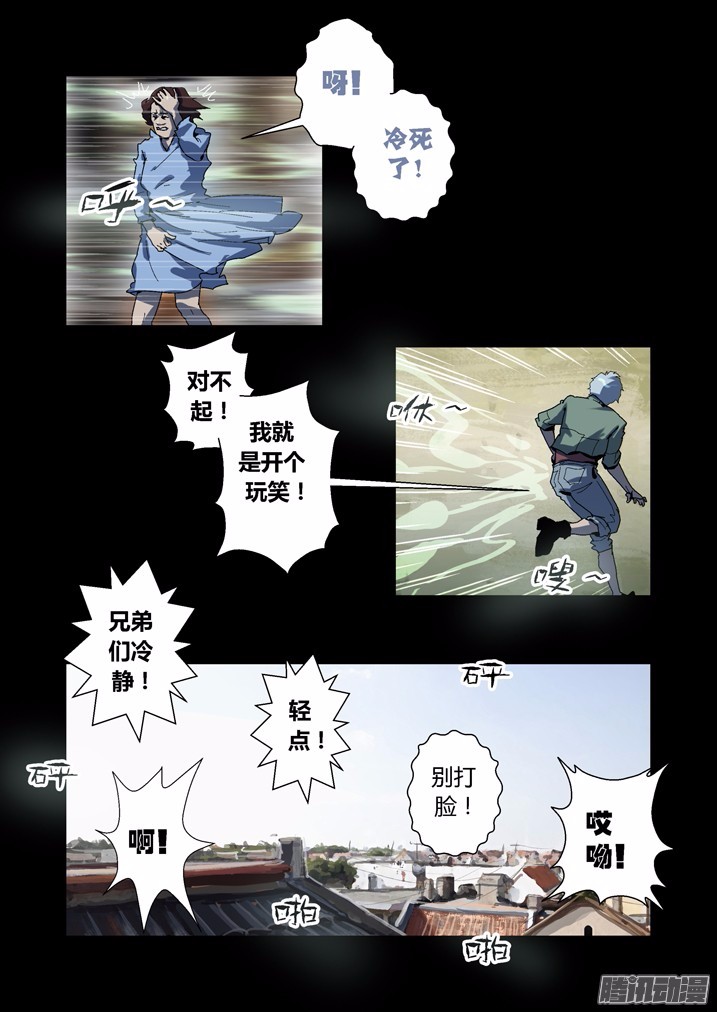 呀！
冷死
了！
呼～
对不
起！
我就
是开个
玩笑！
咻～
嗖～
兄弟
们冷
静！
轻
点！
砰
砰
别打
脸！
啊！
哎
呦！
啪
啪
腾讯动漫